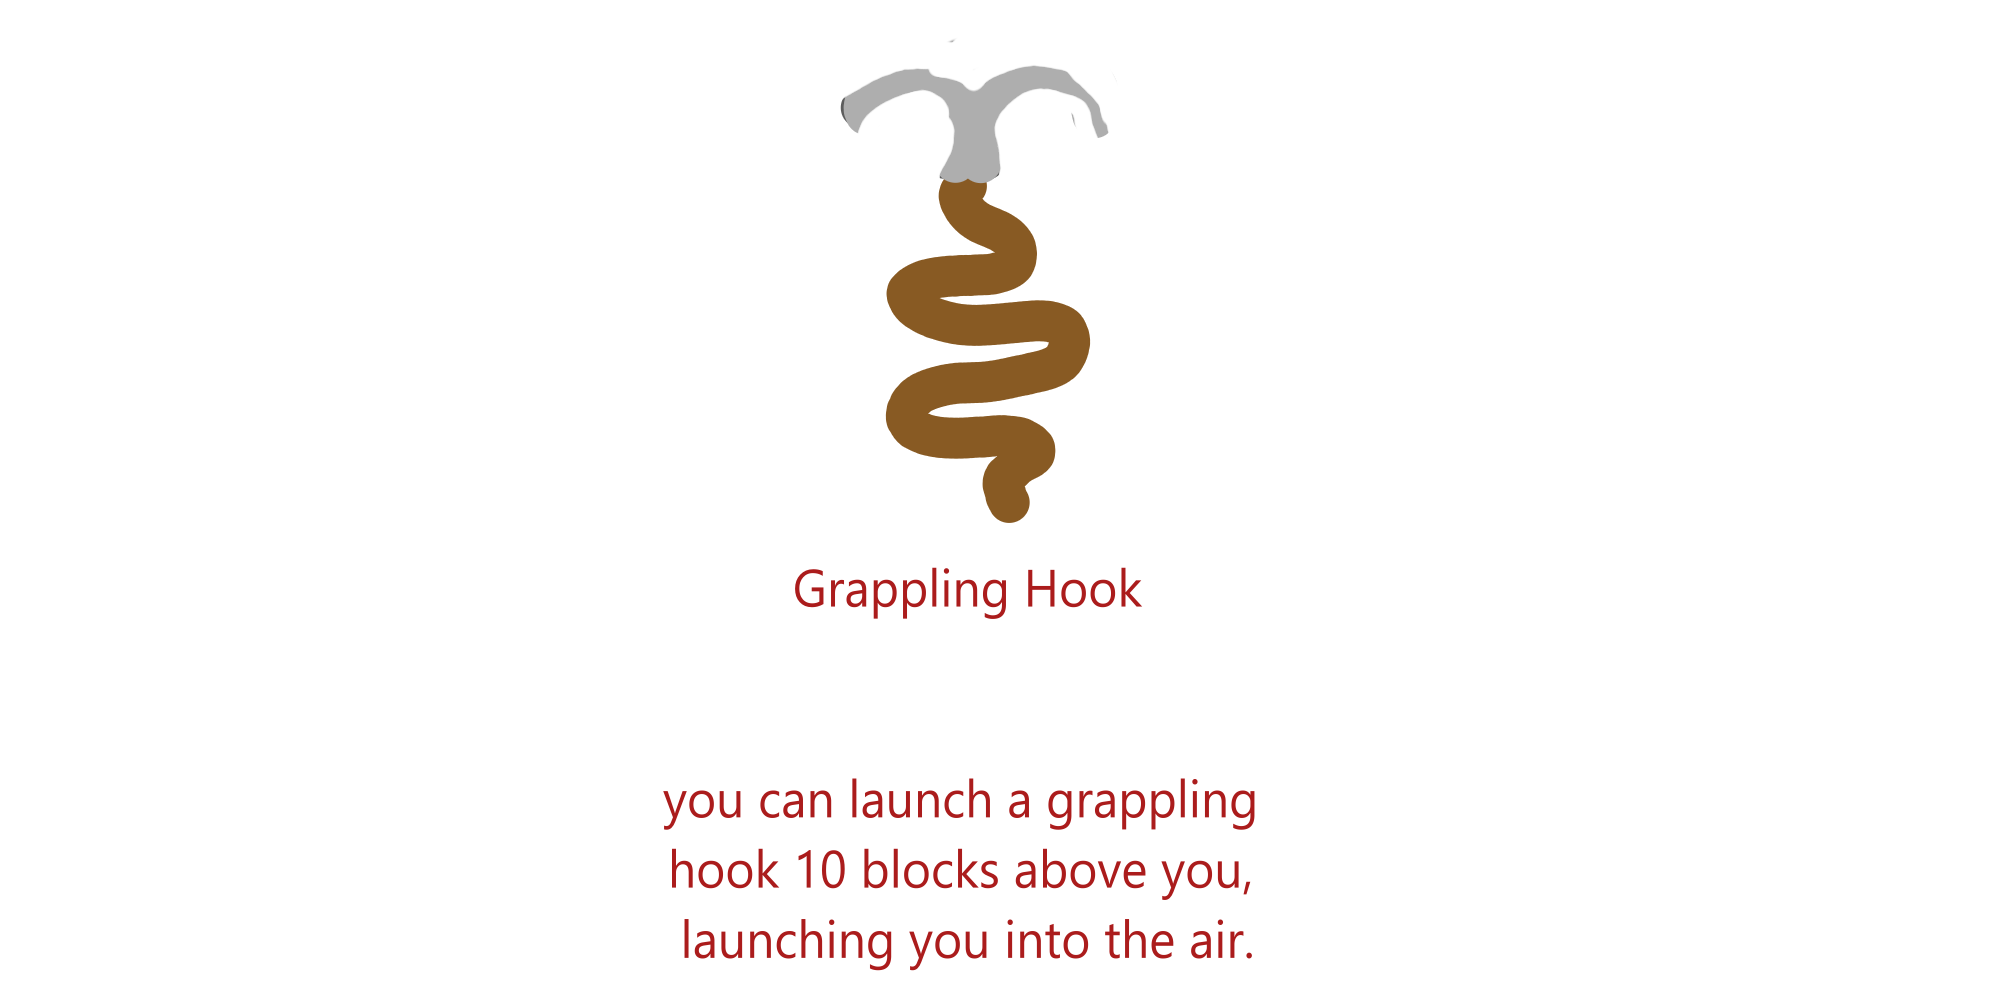 Grappling Hook
you can launch a grappling
hook 10 blocks above you,
launching you into the air.